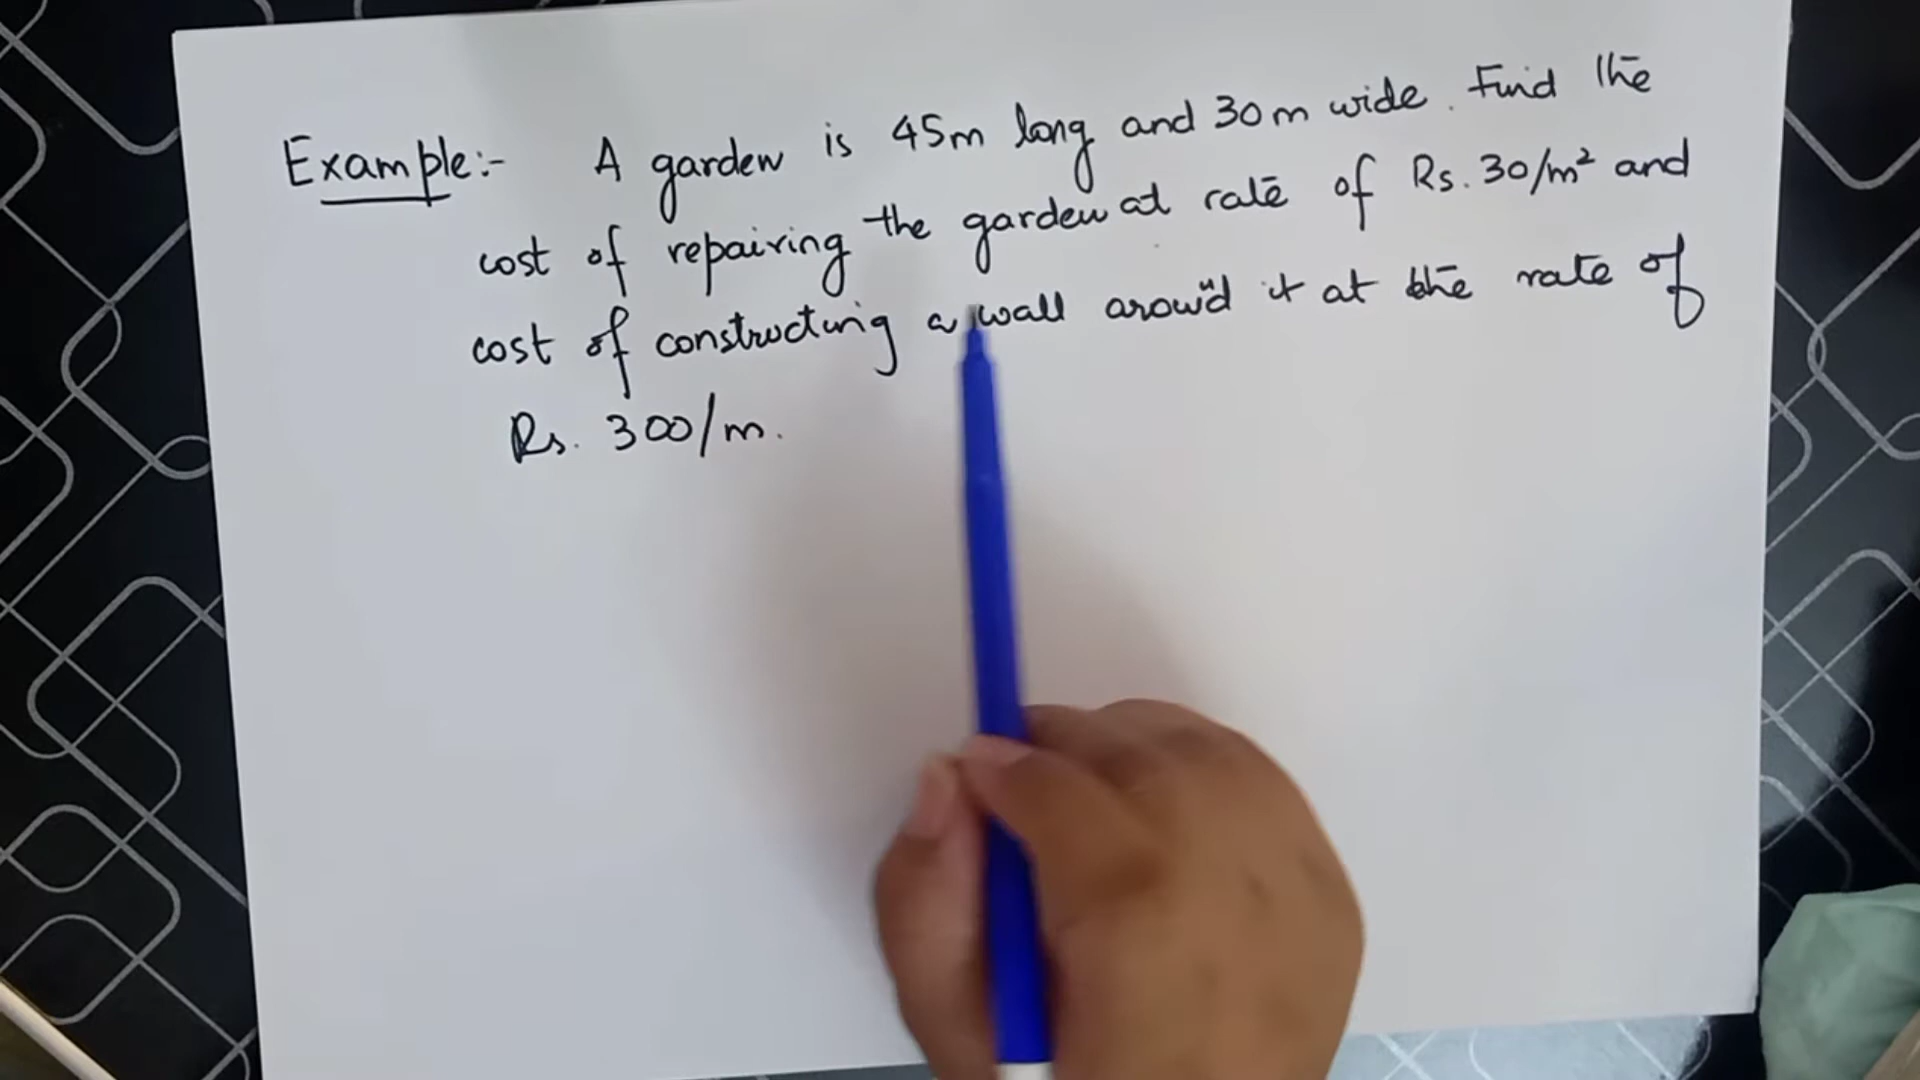 Example:- A garden is 45m long and 30m wide. Find the
cost of repairing the garden at rate of Rs. 30/m² and
cost of constructing a wall around it at the rate of
Rs. 300/m.